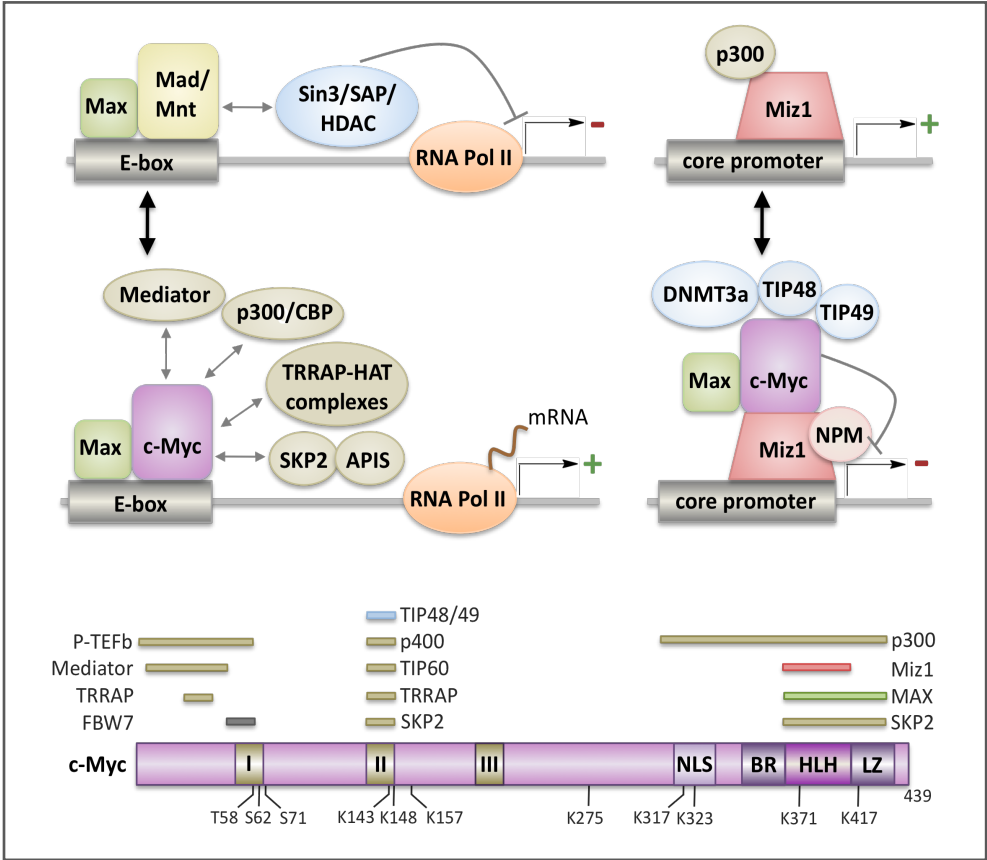 Max
Mad/
Mnt
Sin3/SAP/
HDAC
RNA Pol II
-
E-box
p300
Miz1
+
core promoter
Mediator
p300/CBP
TRRAP-HAT
complexes
Max
c-Myc
SKP2
APIS
mRNA
RNA Pol II
+
E-box
DNMT3a
TIP48
TIP49
Max
c-Myc
Miz1
NPM
-
core promoter
TIP48/49
P-TEFb
p400
p300
Mediator
TIP60
Miz1
TRRAP
TRRAP
MAX
FBW7
SKP2
SKP2
c-Myc
I
II
III
NLS
BR
HLH
LZ
439
T58
S62
S71
K143
K148
K157
K275
K317
K323
K371
K417